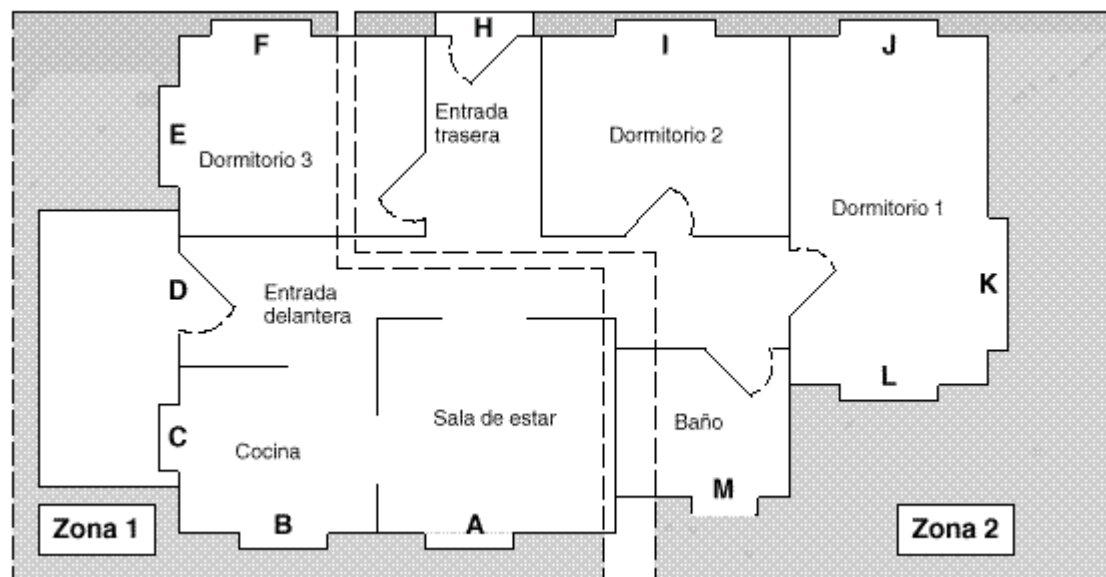 F
H
I
J
E
Entrada
trasera
Dormitorio 3
Dormitorio 2
Dormitorio 1
D
Entrada
delantera
K
L
C
Sala de estar
Baño
Cocina
M
B
A
Zona 1
Zona 2